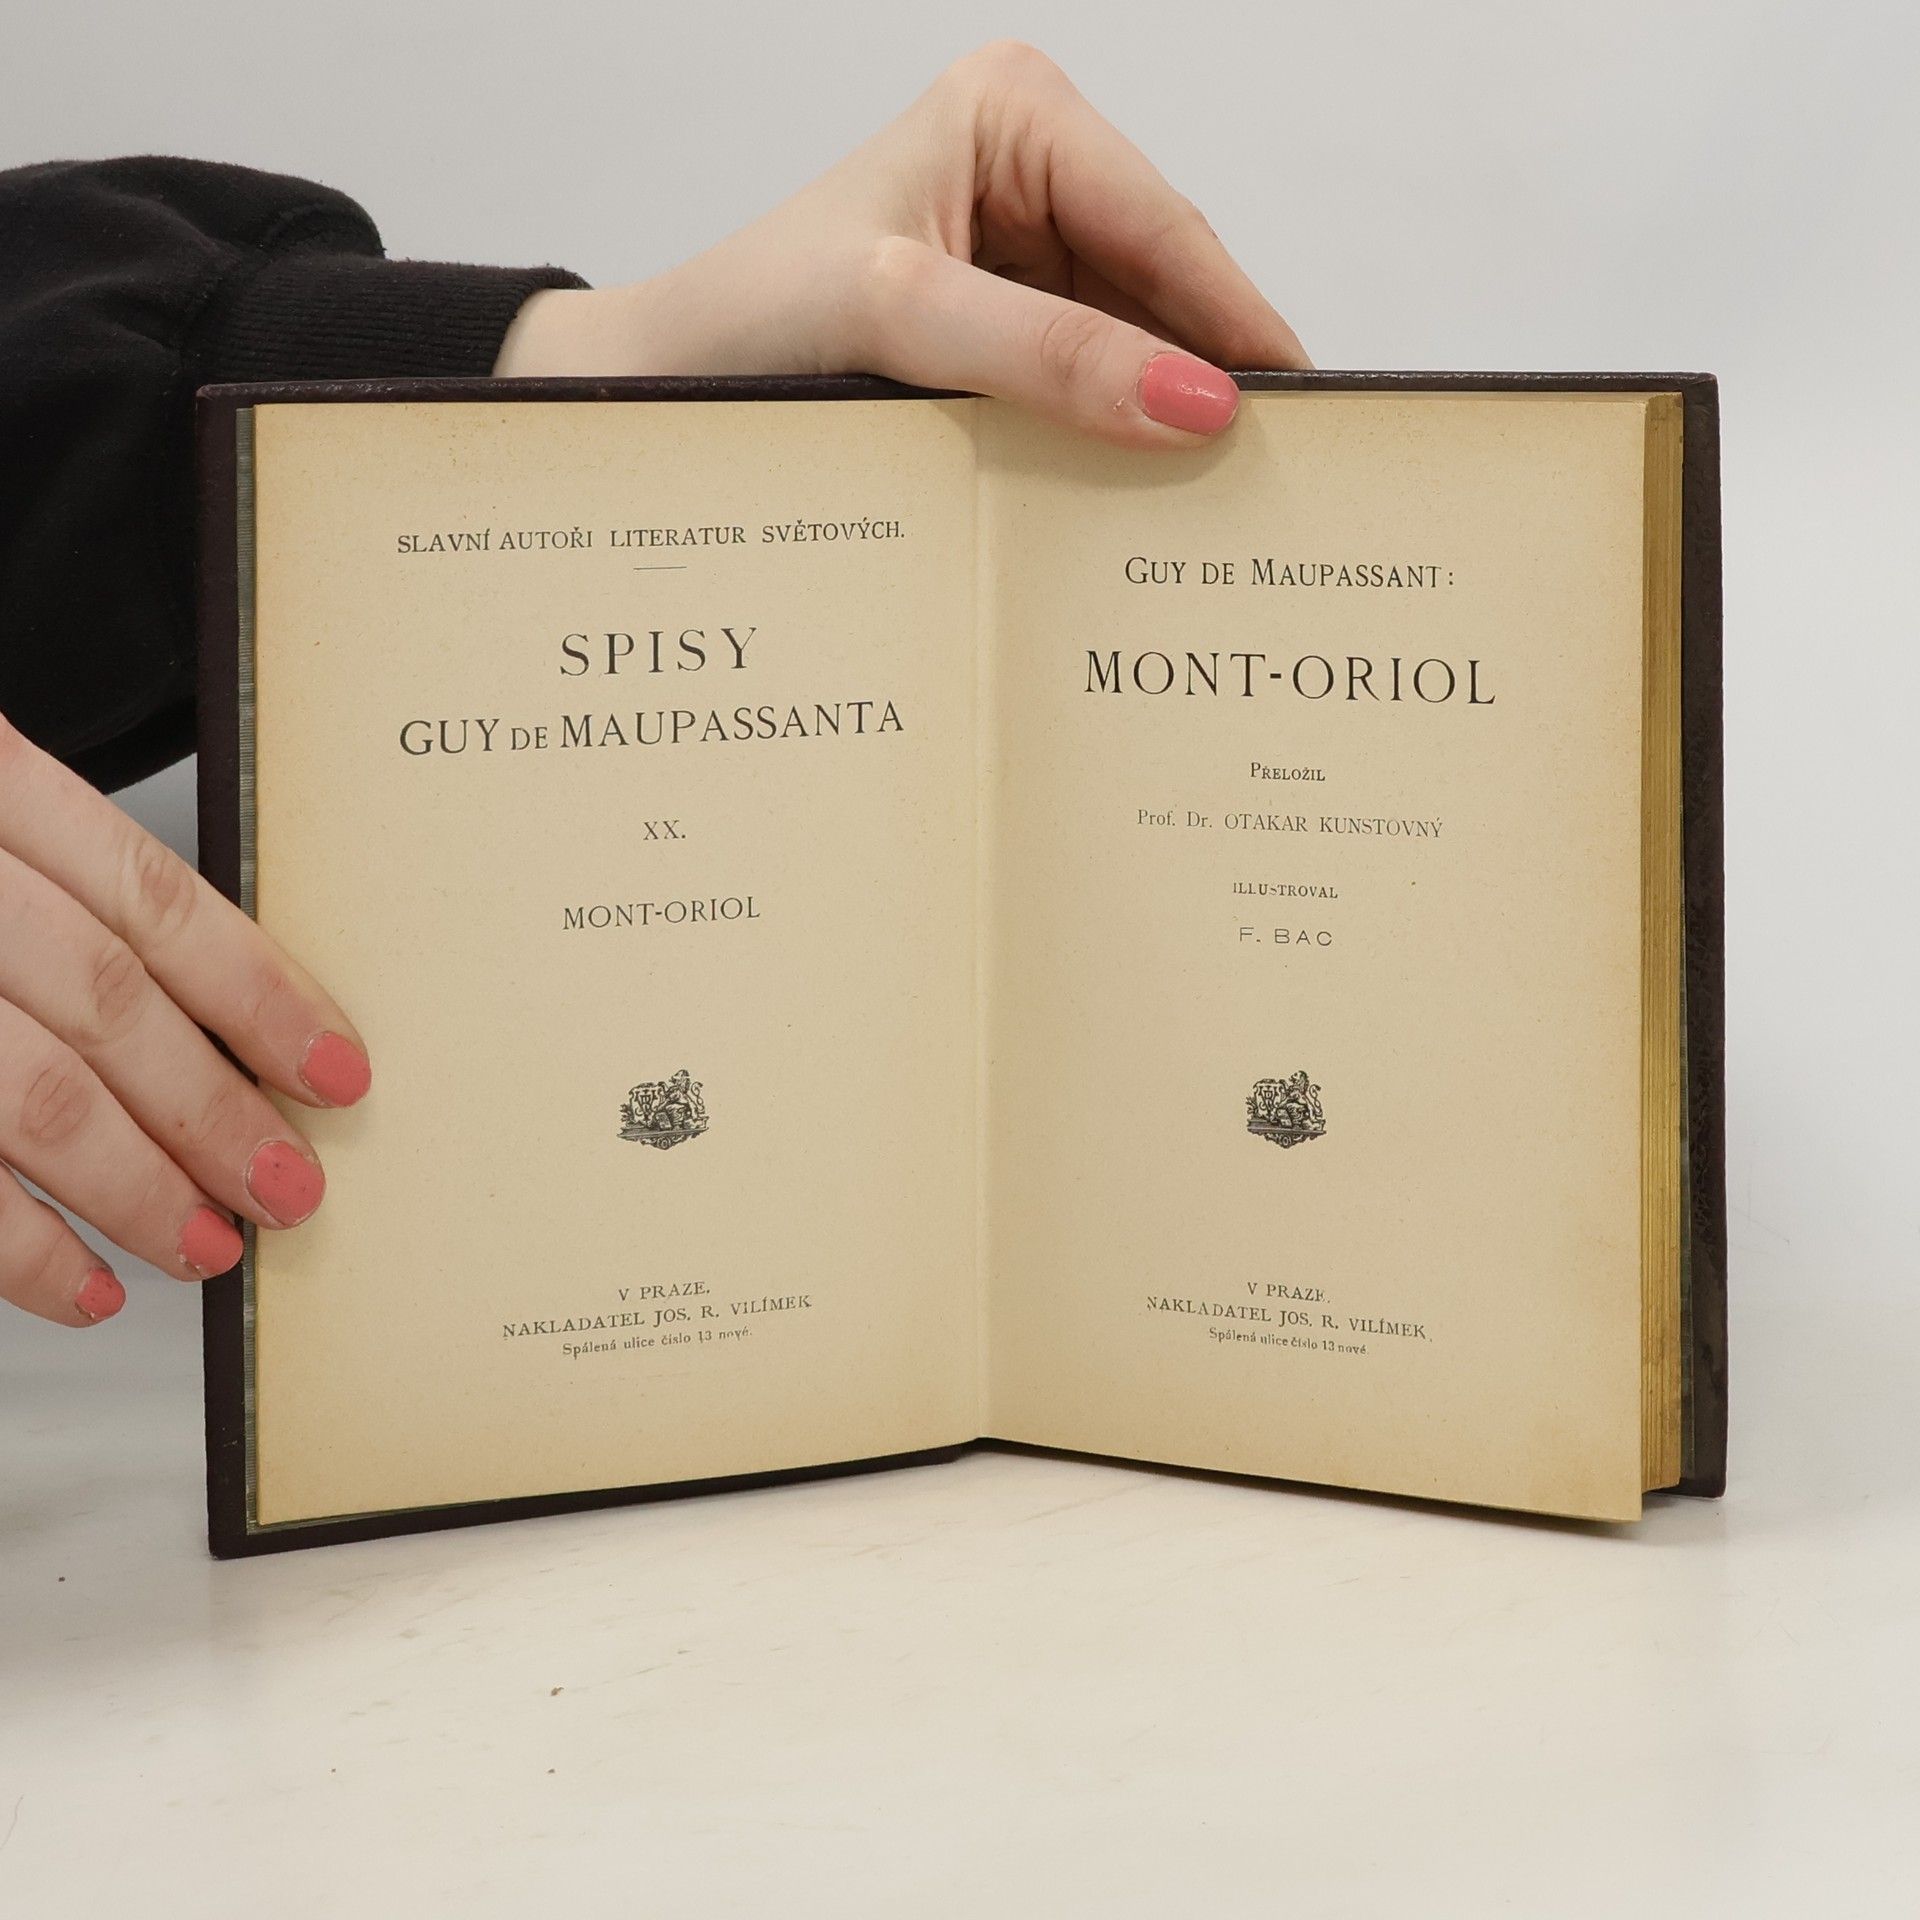 SLAVNÍ AUTOŘI LITERATUR SVĚTOVÝCH.
SPISY
GUY DE MAUPASSANTA
XX.
MONT-ORIOL
V PRAZE.
NAKLADATEL JOS. R. VILÍMEK
Spálená ulice číslo 13 nové.
GUY DE MAUPASSANT:
MONT-ORIOL
PŘELOŽIL
Prof. Dr. OTAKAR KUNSTOVNÝ
ILLUSTROVAL
F. BAC
V PRAZE.
NAKLADATEL JOS. R. VILÍMEK.
Spálená ulice číslo 13 nové.